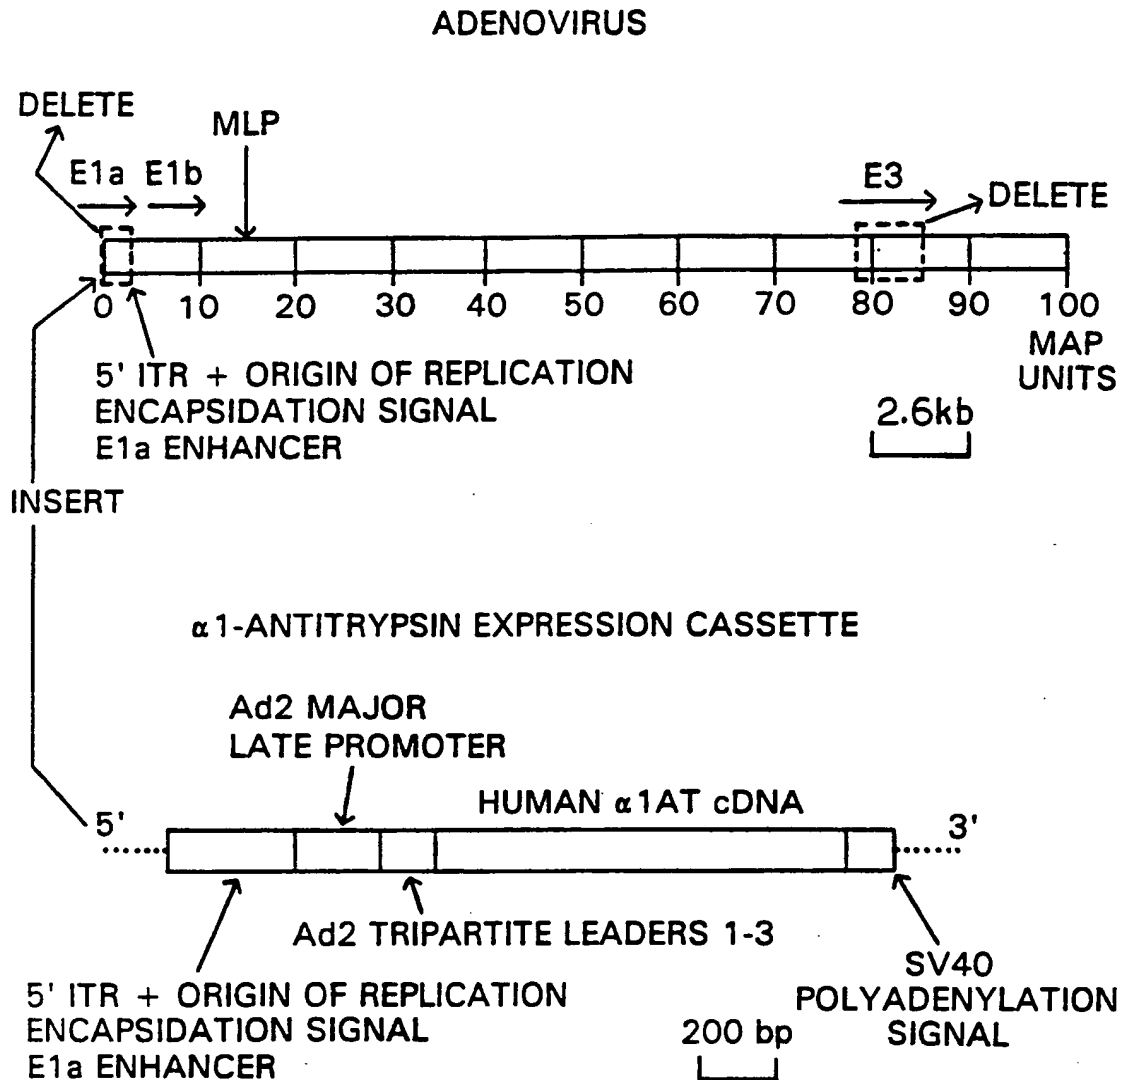 ADENOVIRUS
DELETE
MLP
E1a E1b
E3
DELETE
0 10 20 30 40 50 60 70 80 90 100
MAP
UNITS
5' ITR + ORIGIN OF REPLICATION
ENCAPSIDATION SIGNAL
E1a ENHANCER
2.6kb
INSERT
α1-ANTITRYPSIN EXPRESSION CASSETTE
Ad2 MAJOR
LATE PROMOTER
HUMAN α1AT cDNA
5'
3'
Ad2 TRIPARTITE LEADERS 1-3
SV40
POLYADENYLATION
SIGNAL
5' ITR + ORIGIN OF REPLICATION
ENCAPSIDATION SIGNAL
E1a ENHANCER
200 bp